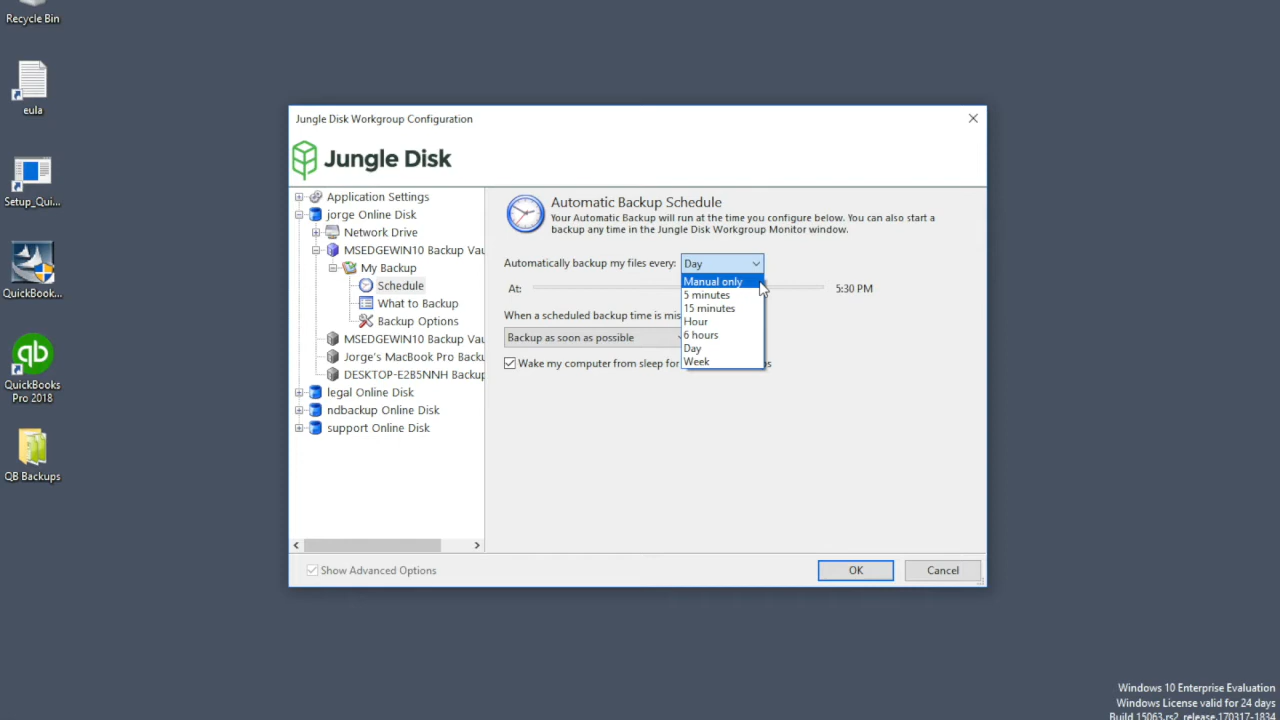 Recycle Bin
eula
Setup_Qui...
QuickBook...
qb
QuickBooks
Pro 2018
QB Backups
Jungle Disk Workgroup Configuration
Jungle Disk
Application Settings
jorge Online Disk
Network Drive
MSEDGEWIN10 Backup Vau
My Backup
Schedule
What to Backup
Backup Options
MSEDGEWIN10 Backup Vau
Jorge's MacBook Pro Backu
DESKTOP-E2B5NNH Backup
legal Online Disk
ndbackup Online Disk
support Online Disk
Automatic Backup Schedule
Your Automatic Backup will run at the time you configure below. You can also start a
backup any time in the Jungle Disk Workgroup Monitor window.
Automatically backup my files every: Day
Manual only
5 minutes
15 minutes
Hour
6 hours
Day
Week
At: 5:30 PM
When a scheduled backup time is mis
Backup as soon as possible
Wake my computer from sleep for
Show Advanced Options
OK
Cancel
Windows 10 Enterprise Evaluation
Windows License valid for 24 days
Build 15063.rs2_release.170317-1834